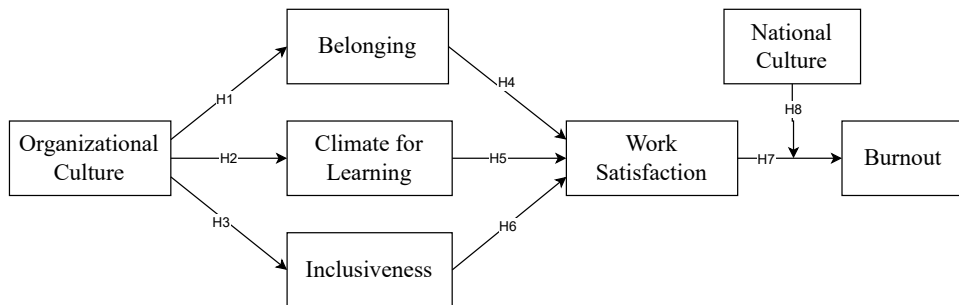 Belonging
National
Culture
H1
H4
H8
Organizational
Culture
H2
Climate for
Learning
H5
Work
Satisfaction
H7
Burnout
H3
H6
Inclusiveness